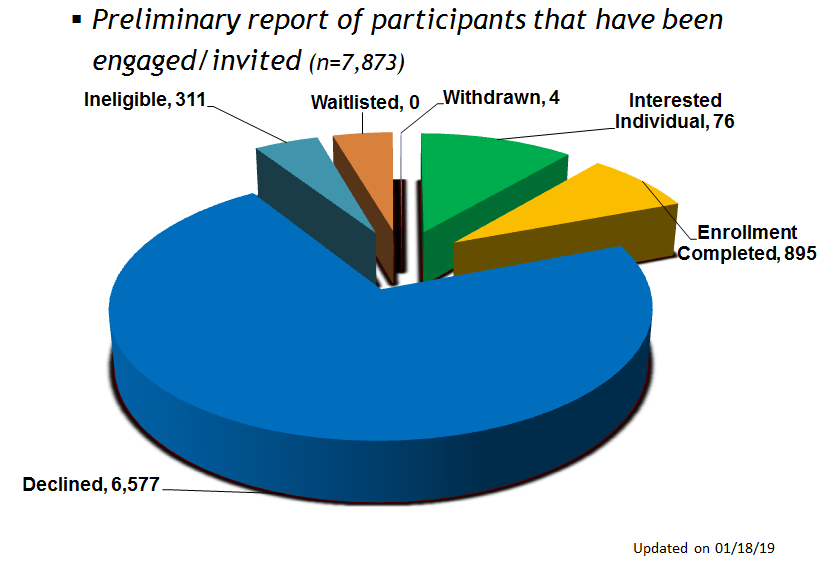 ▪ Preliminary report of participants that have been
engaged/invited (n=7,873)
Ineligible, 311
Waitlisted, 0
Withdrawn, 4
Interested
Individual, 76
Enrollment
Completed, 895
Declined, 6,577
Updated on 01/18/19